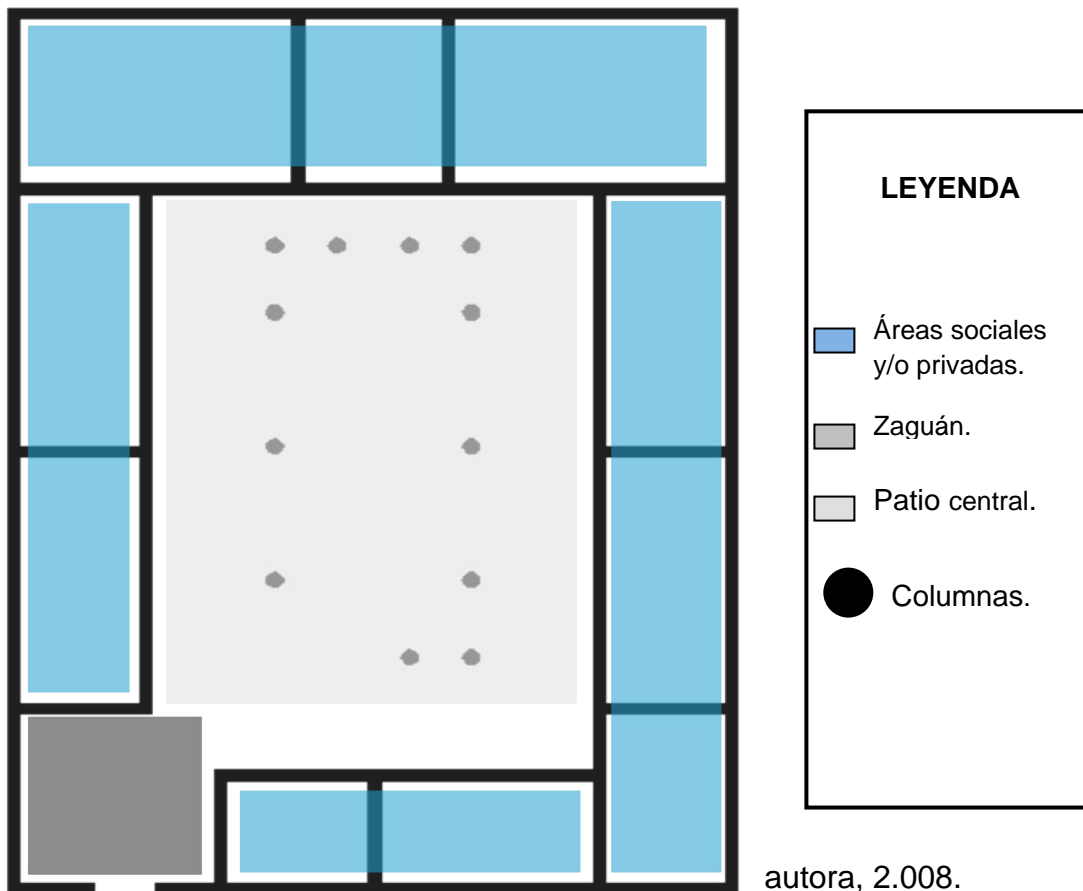 LEYENDA
Áreas sociales
y/o privadas.
Zaguán.
Patio central.
Columnas.
autora, 2.008.